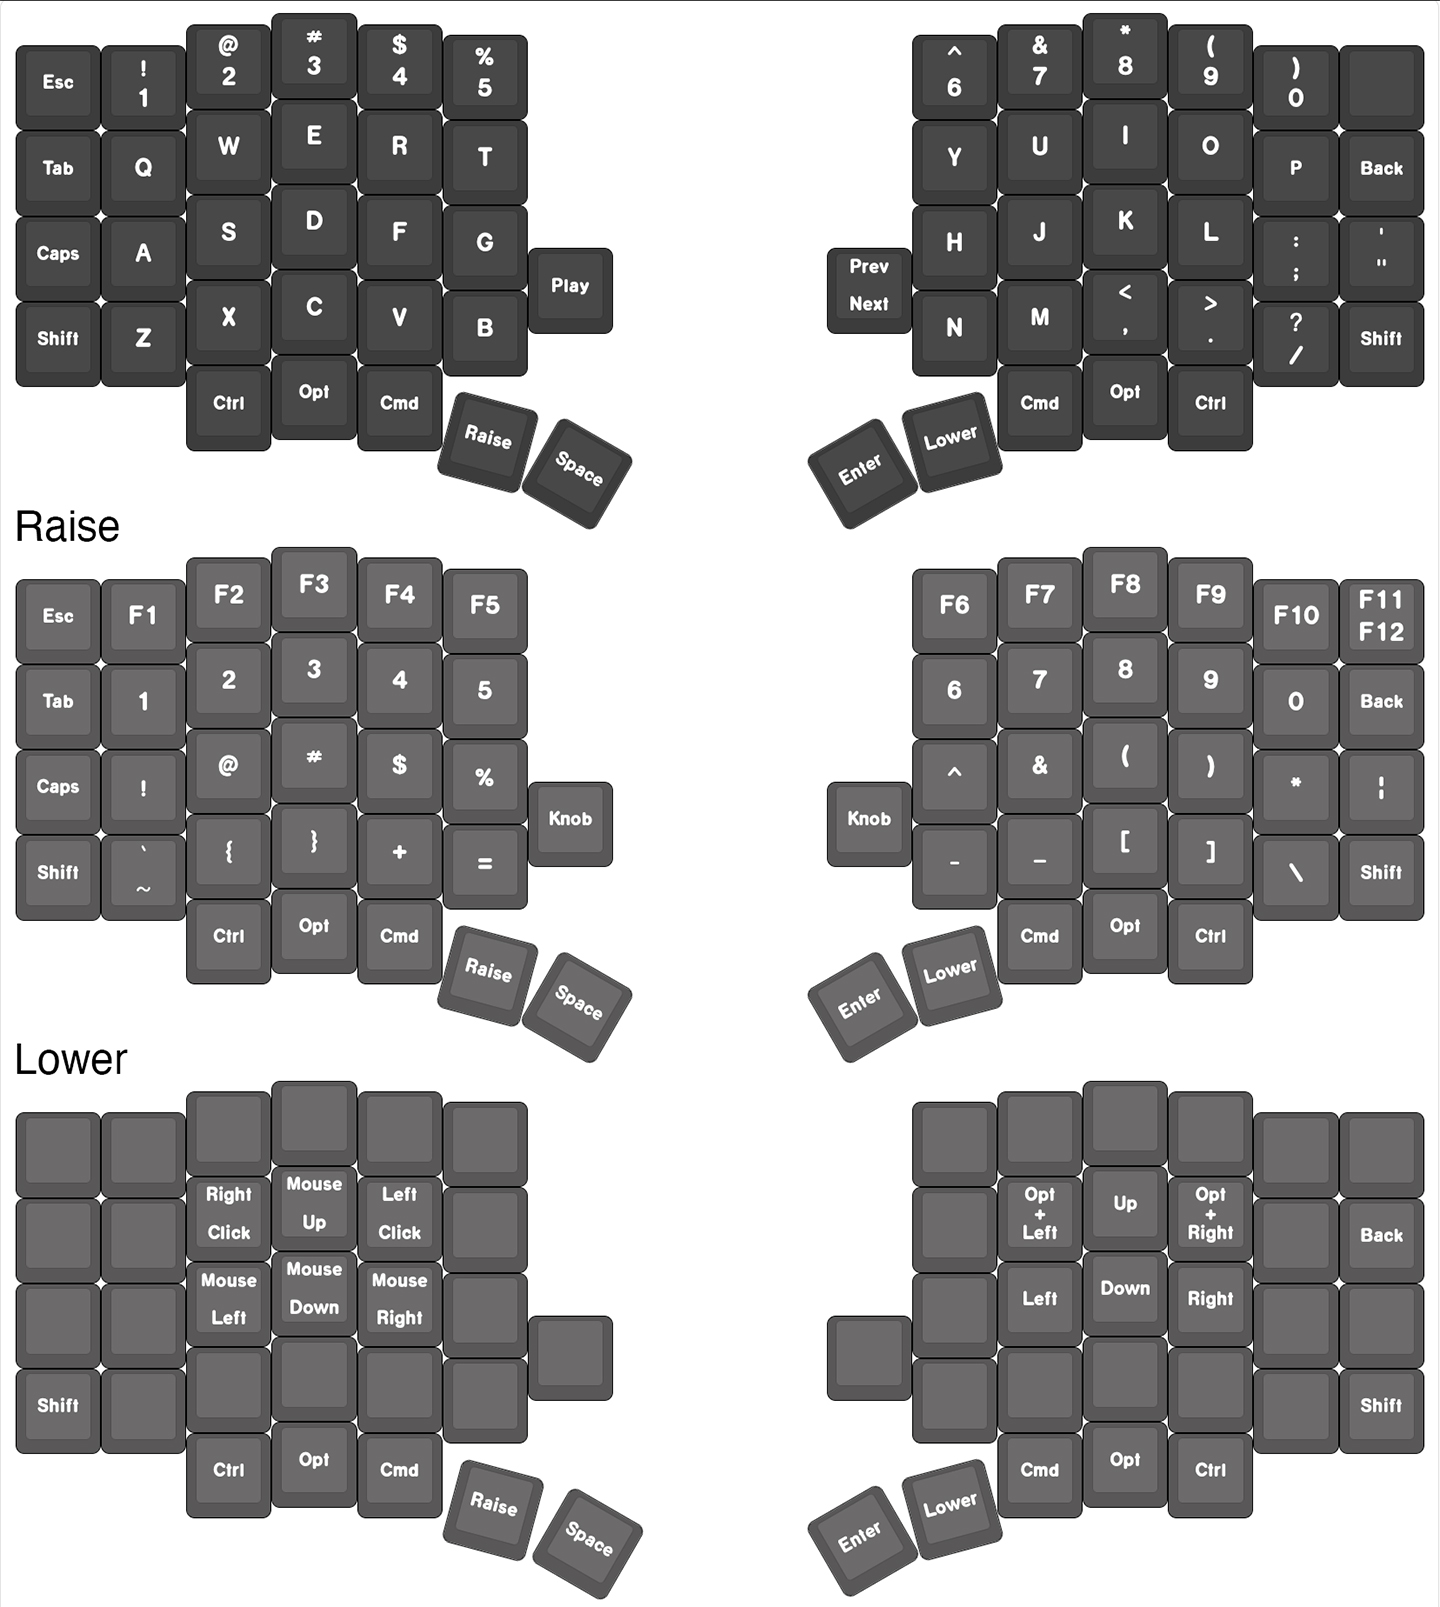 Esc
!
1
@
2
#
3
$
4
%
5
^
6
&
7
*
8
(
9
)
0
Tab
Q
W
E
R
T
Y
U
I
O
P
Back
Caps
A
S
D
F
G
H
J
K
L
:
;
'
"
Play
Prev
Next
Shift
Z
X
C
V
B
N
M
<
,
>
.
?
/
Shift
Ctrl
Opt
Cmd
Raise
Space
Enter
Lower
Cmd
Opt
Ctrl
Raise
Esc
F1
F2
F3
F4
F5
F6
F7
F8
F9
F10
F11
F12
Tab
1
2
3
4
5
6
7
8
9
0
Back
Caps
!
@
#
$
%
^
&
(
)
*
¦
Knob
Knob
Shift
`
~
{
}
+
=
-
_
[
]
\
Shift
Ctrl
Opt
Cmd
Raise
Space
Enter
Lower
Cmd
Opt
Ctrl
Lower
Right
Click
Mouse
Up
Left
Click
Opt
+
Left
Up
Opt
+
Right
Back
Mouse
Left
Mouse
Down
Mouse
Right
Left
Down
Right
Shift
Shift
Ctrl
Opt
Cmd
Raise
Space
Enter
Lower
Cmd
Opt
Ctrl